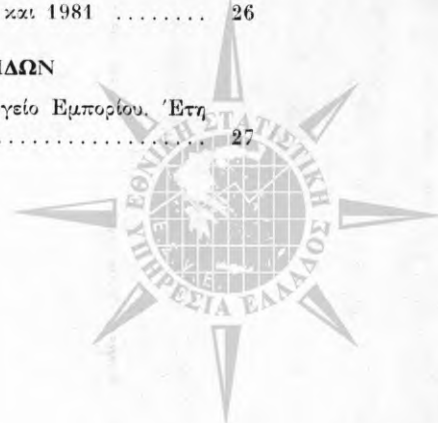 και 1981 ........ 26
ΙΔΩΝ
γείο Εμπορίου. Έτη
.................. 27
ΕΘΝΙΚΗ ΣΤΑΤΙΣΤΙΚΗ
ΥΠΗΡΕΣΙΑ ΕΛΛΑΔΟΣ
Ε.Σ.Υ.Ε.